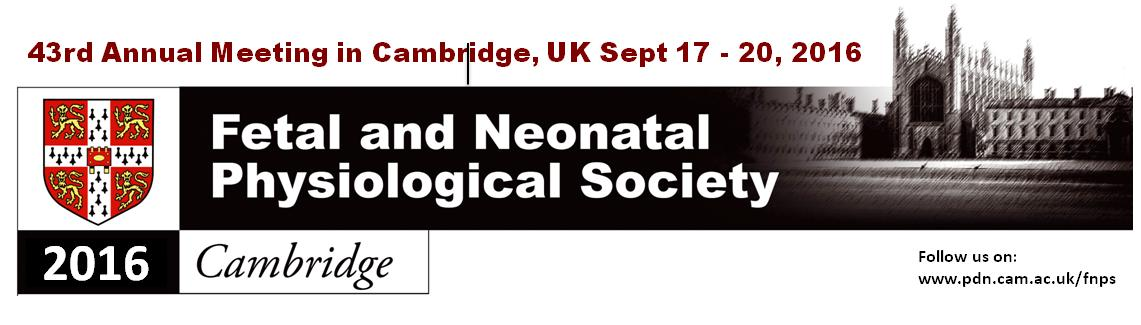 43rd Annual Meeting in Cambridge, UK Sept 17 - 20, 2016
Fetal and Neonatal
Physiological Society
2016 Cambridge
Follow us on:
www.pdn.cam.ac.uk/fnps